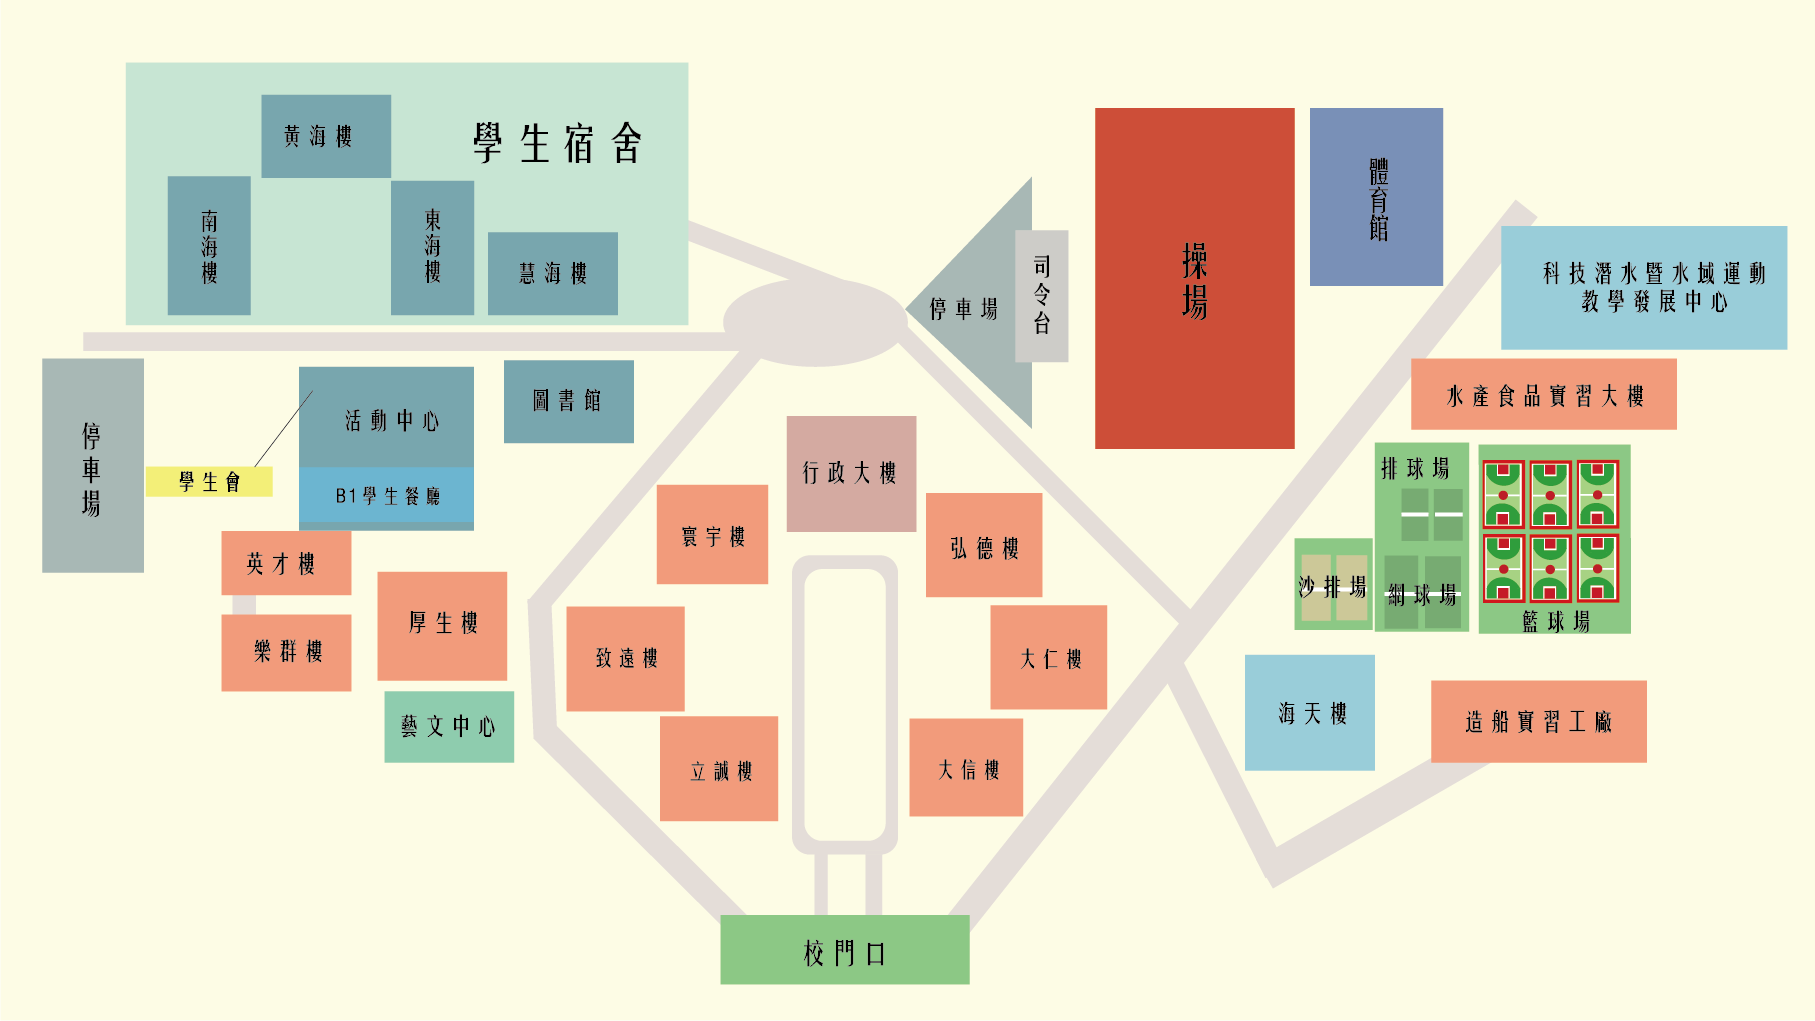 學生宿舍
黃海樓
南海樓
東海樓
慧海樓
停車場
司令台
操場
體育館
科技潛水暨水域運動
教學發展中心
水產食品實習大樓
停車場
活動中心
學生會
B1學生餐廳
圖書館
行政大樓
排球場
沙排場
網球場
籃球場
英才樓
樂群樓
厚生樓
藝文中心
寰宇樓
弘德樓
致遠樓
大仁樓
立誠樓
大信樓
海天樓
造船實習工廠
校門口